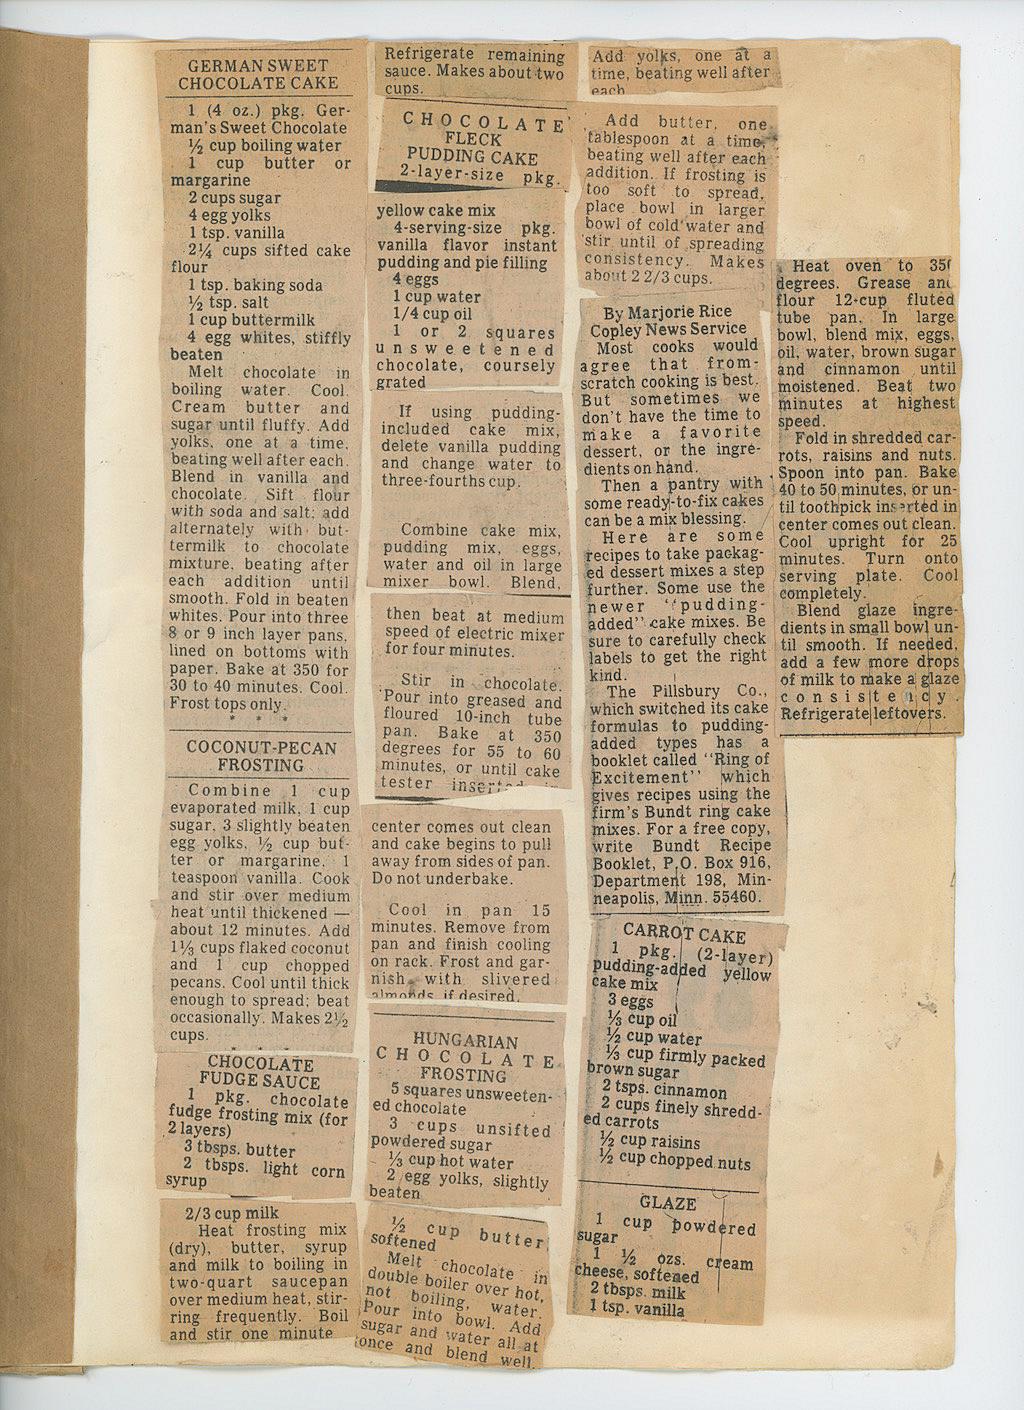 GERMAN SWEET
CHOCOLATE CAKE
1 (4 oz.) pkg. Ger-
man's Sweet Chocolate
½ cup boiling water
1 cup butter or
margarine
2 cups sugar
4 egg yolks
1 tsp. vanilla
2¼ cups sifted cake
flour
1 tsp. baking soda
½ tsp. salt
1 cup buttermilk
4 egg whites, stiffly
beaten
Melt chocolate in
boiling water. Cool.
Cream butter and
sugar until fluffy. Add
yolks, one at a time,
beating well after each.
Blend in vanilla and
chocolate. Sift flour
with soda and salt; add
alternately with but-
termilk to chocolate
mixture, beating after
each addition until
smooth. Fold in beaten
whites. Pour into three
8 or 9 inch layer pans,
lined on bottoms with
paper. Bake at 350 for
30 to 40 minutes. Cool.
Frost tops only.
* * *
COCONUT-PECAN
FROSTING
Combine 1 cup
evaporated milk, 1 cup
sugar, 3 slightly beaten
egg yolks, ½ cup but-
ter or margarine, 1
teaspoon vanilla. Cook
and stir over medium
heat until thickened —
about 12 minutes. Add
1⅓ cups flaked coconut
and 1 cup chopped
pecans. Cool until thick
enough to spread; beat
occasionally. Makes 2½
cups.
CHOCOLATE
FUDGE SAUCE
1 pkg. chocolate
fudge frosting mix (for
2 layers)
3 tbsps. butter
2 tbsps. light corn
syrup
2/3 cup milk
Heat frosting mix
(dry), butter, syrup
and milk to boiling in
two-quart saucepan
over medium heat, stir-
ring frequently. Boil
and stir one minute
Refrigerate remaining
sauce. Makes about two
cups.
CHOCOLATE
FLECK
PUDDING CAKE
2-layer-size pkg.
yellow cake mix
4-serving-size pkg.
vanilla flavor instant
pudding and pie filling
4 eggs
1 cup water
1/4 cup oil
1 or 2 squares
unsweetened
chocolate, coursely
grated
If using pudding-
included cake mix,
delete vanilla pudding
and change water to
three-fourths cup.
Combine cake mix,
pudding mix, eggs,
water and oil in large
mixer bowl. Blend,
then beat at medium
speed of electric mixer
for four minutes.
Stir in chocolate.
Pour into greased and
floured 10-inch tube
pan. Bake at 350
degrees for 55 to 60
minutes, or until cake
tester inserted in
center comes out clean
and cake begins to pull
away from sides of pan.
Do not underbake.
Cool in pan 15
minutes. Remove from
pan and finish cooling
on rack. Frost and gar-
nish with slivered
almonds, if desired.
HUNGARIAN
CHOCOLATE
FROSTING
5 squares unsweeten-
ed chocolate
3 cups unsifted
powdered sugar
⅓ cup hot water
2 egg yolks, slightly
beaten
½ cup butter,
softened
Melt chocolate in
double boiler over hot,
not boiling, water.
Pour into bowl. Add
sugar and water all at
once and blend well.
Add yolks, one at a
time, beating well after
each
Add butter, one
tablespoon at a time,
beating well after each
addition. If frosting is
too soft to spread,
place bowl in larger
bowl of cold water and
stir until of spreading
consistency. Makes
about 2 2/3 cups.
By Marjorie Rice
Copley News Service
Most cooks would
agree that from-
scratch cooking is best.
But sometimes we
don't have the time to
make a favorite
dessert, or the ingre-
dients on hand.
Then a pantry with
some ready-to-fix cakes
can be a mix blessing.
Here are some
recipes to take packag-
ed dessert mixes a step
further. Some use the
newer "pudding-
added" cake mixes. Be
sure to carefully check
labels to get the right
kind.
The Pillsbury Co.,
which switched its cake
formulas to pudding-
added types has a
booklet called "Ring of
Excitement" which
gives recipes using the
firm's Bundt ring cake
mixes. For a free copy,
write Bundt Recipe
Booklet, P.O. Box 916,
Department 198, Min-
neapolis, Minn. 55460.
CARROT CAKE
1 pkg. (2-layer)
pudding-added yellow
cake mix
3 eggs
⅓ cup oil
½ cup water
⅓ cup firmly packed
brown sugar
2 tsps. cinnamon
2 cups finely shredd-
ed carrots
½ cup raisins
½ cup chopped nuts
GLAZE
1 cup powdered
sugar
1 ½ ozs. cream
cheese, softened
2 tbsps. milk
1 tsp. vanilla
Heat oven to 350
degrees. Grease and
flour 12-cup fluted
tube pan. In large
bowl, blend mix, eggs,
oil, water, brown sugar
and cinnamon until
moistened. Beat two
minutes at highest
speed.
Fold in shredded car-
rots, raisins and nuts.
Spoon into pan. Bake
40 to 50 minutes, or un-
til toothpick inserted in
center comes out clean.
Cool upright for 25
minutes. Turn onto
serving plate. Cool
completely.
Blend glaze ingre-
dients in small bowl un-
til smooth. If needed,
add a few more drops
of milk to make a glaze
consistency.
Refrigerate leftovers.